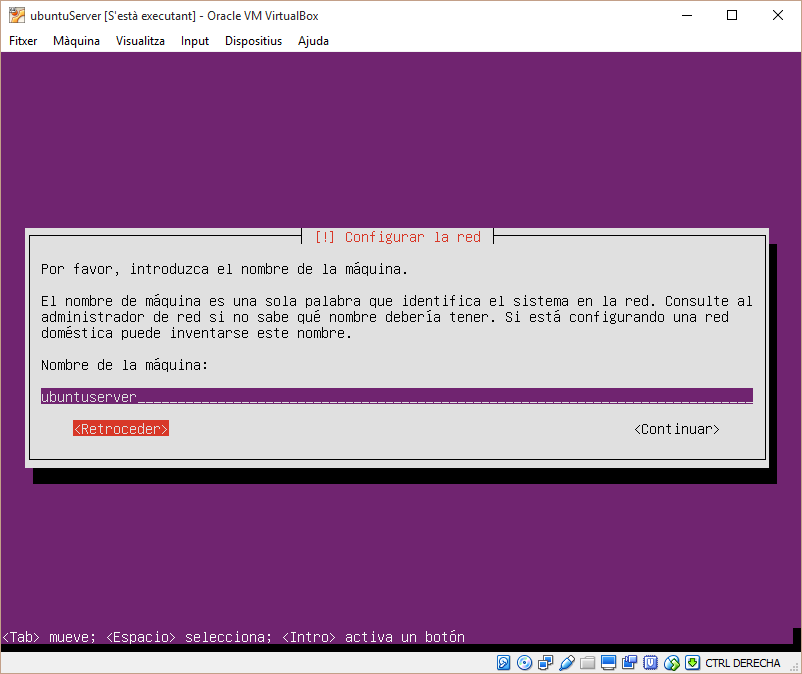 ubuntuServer [S'està executant] - Oracle VM VirtualBox
Fitxer Màquina Visualitza Input Dispositius Ajuda
[!] Configurar la red
Por favor, introduzca el nombre de la máquina.
El nombre de máquina es una sola palabra que identifica el sistema en la red. Consulte al
administrador de red si no sabe qué nombre debería tener. Si está configurando una red
doméstica puede inventarse este nombre.
Nombre de la máquina:
ubuntuserver
<Retroceder> <Continuar>
<Tab> mueve; <Espacio> selecciona; <Intro> activa un botón
CTRL DERECHA